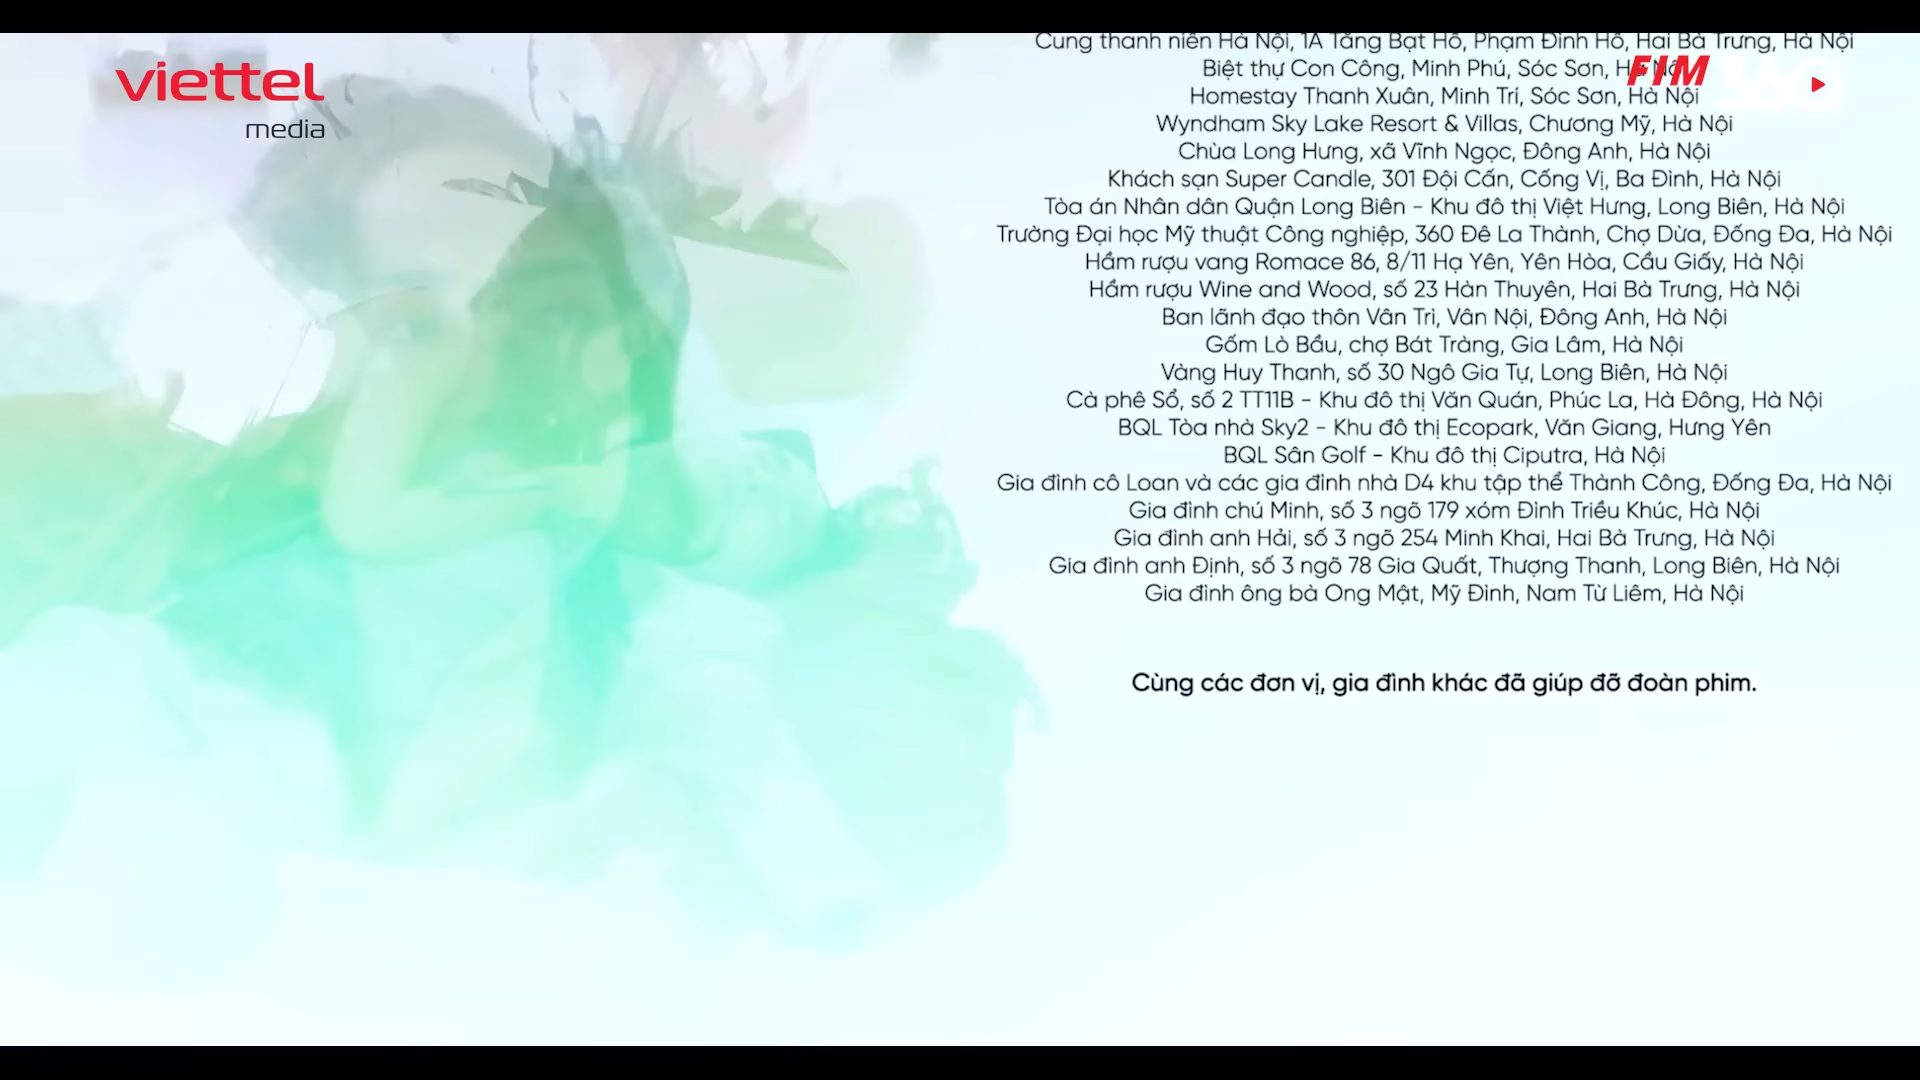 viettel
media
FIM
Cung thanh niên Hà Nội, 1A Tăng Bạt Hổ, Phạm Đình Hổ, Hai Bà Trưng, Hà Nội
Biệt thự Con Công, Minh Phú, Sóc Sơn, Hà Nội
Homestay Thanh Xuân, Minh Trí, Sóc Sơn, Hà Nội
Wyndham Sky Lake Resort & Villas, Chương Mỹ, Hà Nội
Chùa Long Hưng, xã Vĩnh Ngọc, Đông Anh, Hà Nội
Khách sạn Super Candle, 301 Đội Cấn, Cống Vị, Ba Đình, Hà Nội
Tòa án Nhân dân Quận Long Biên - Khu đô thị Việt Hưng, Long Biên, Hà Nội
Trường Đại học Mỹ thuật Công nghiệp, 360 Đê La Thành, Chợ Dừa, Đống Đa, Hà Nội
Hầm rượu vang Romace 86, 8/11 Hạ Yên, Yên Hòa, Cầu Giấy, Hà Nội
Hầm rượu Wine and Wood, số 23 Hàn Thuyên, Hai Bà Trưng, Hà Nội
Ban lãnh đạo thôn Vân Trì, Vân Nội, Đông Anh, Hà Nội
Gốm Lò Bầu, chợ Bát Tràng, Gia Lâm, Hà Nội
Vàng Huy Thanh, số 30 Ngô Gia Tự, Long Biên, Hà Nội
Cà phê Sổ, số 2 TT11B - Khu đô thị Văn Quán, Phúc La, Hà Đông, Hà Nội
BQL Tòa nhà Sky2 - Khu đô thị Ecopark, Văn Giang, Hưng Yên
BQL Sân Golf - Khu đô thị Ciputra, Hà Nội
Gia đình cô Loan và các gia đình nhà D4 khu tập thể Thành Công, Đống Đa, Hà Nội
Gia đình chú Minh, số 3 ngõ 179 xóm Đình Triều Khúc, Hà Nội
Gia đình anh Hải, số 3 ngõ 254 Minh Khai, Hai Bà Trưng, Hà Nội
Gia đình anh Định, số 3 ngõ 78 Gia Quất, Thượng Thanh, Long Biên, Hà Nội
Gia đình ông bà Ong Mật, Mỹ Đình, Nam Từ Liêm, Hà Nội
Cùng các đơn vị, gia đình khác đã giúp đỡ đoàn phim.